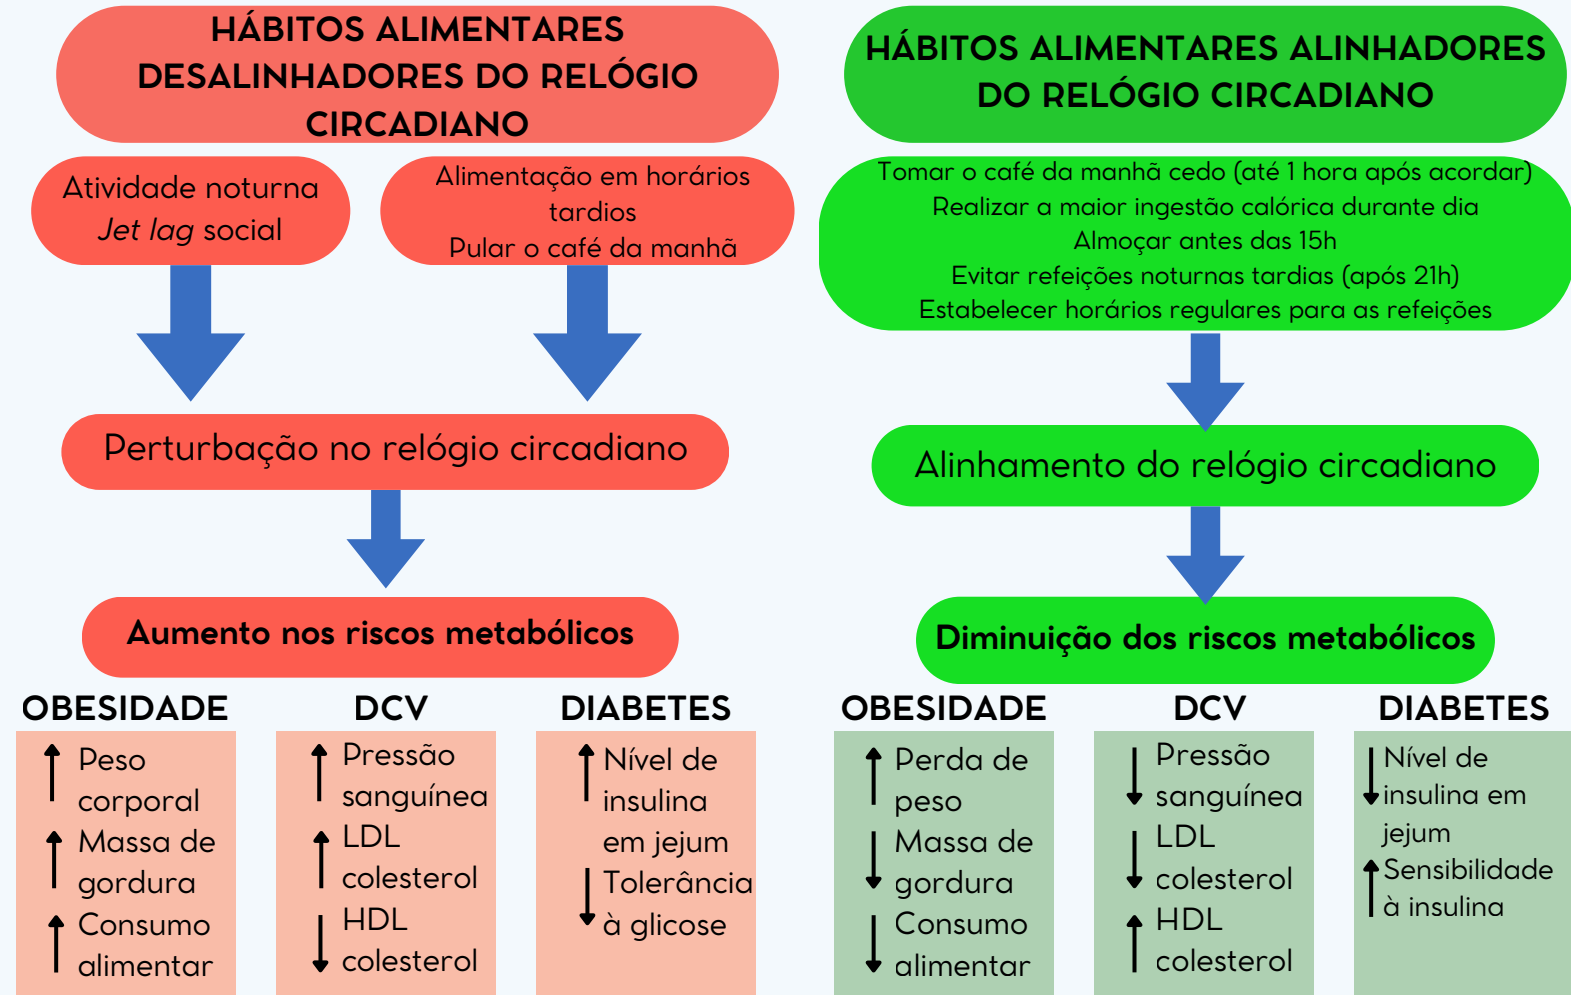 HÁBITOS ALIMENTARES
DESALINHADORES DO RELÓGIO
CIRCADIANO
Atividade noturna
Jet lag social
Alimentação em horários
tardios
Pular o café da manhã
Perturbação no relógio circadiano
Aumento nos riscos metabólicos
OBESIDADE
Peso
corporal
Massa de
gordura
Consumo
alimentar
DCV
Pressão
sanguínea
LDL
colesterol
HDL
colesterol
DIABETES
Nível de
insulina
em jejum
Tolerância
à glicose
HÁBITOS ALIMENTARES ALINHADORES
DO RELÓGIO CIRCADIANO
Tomar o café da manhã cedo (até 1 hora após acordar)
Realizar a maior ingestão calórica durante dia
Almoçar antes das 15h
Evitar refeições noturnas tardias (após 21h)
Estabelecer horários regulares para as refeições
Alinhamento do relógio circadiano
Diminuição dos riscos metabólicos
OBESIDADE
Perda de
peso
Massa de
gordura
Consumo
alimentar
DCV
Pressão
sanguínea
LDL
colesterol
HDL
colesterol
DIABETES
Nível de
insulina em
jejum
Sensibilidade
à insulina